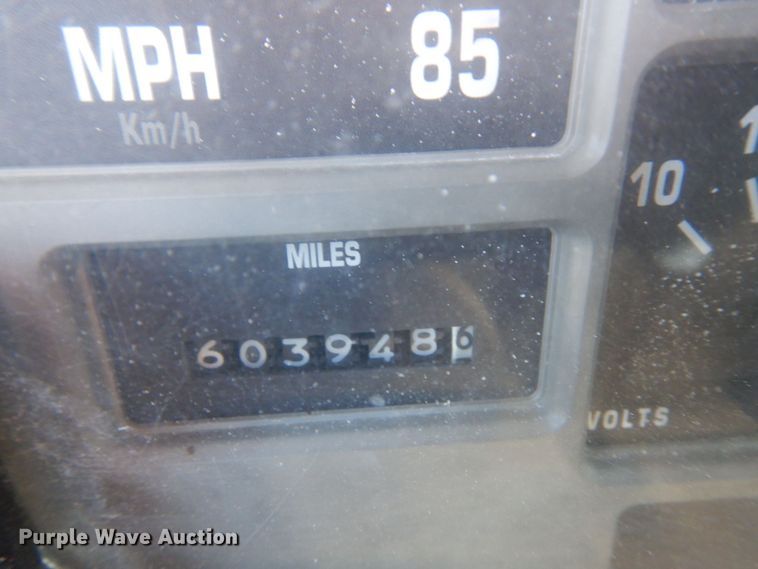 MPH 85
Km/h
10
MILES
6039486
VOLTS
Purple Wave Auction